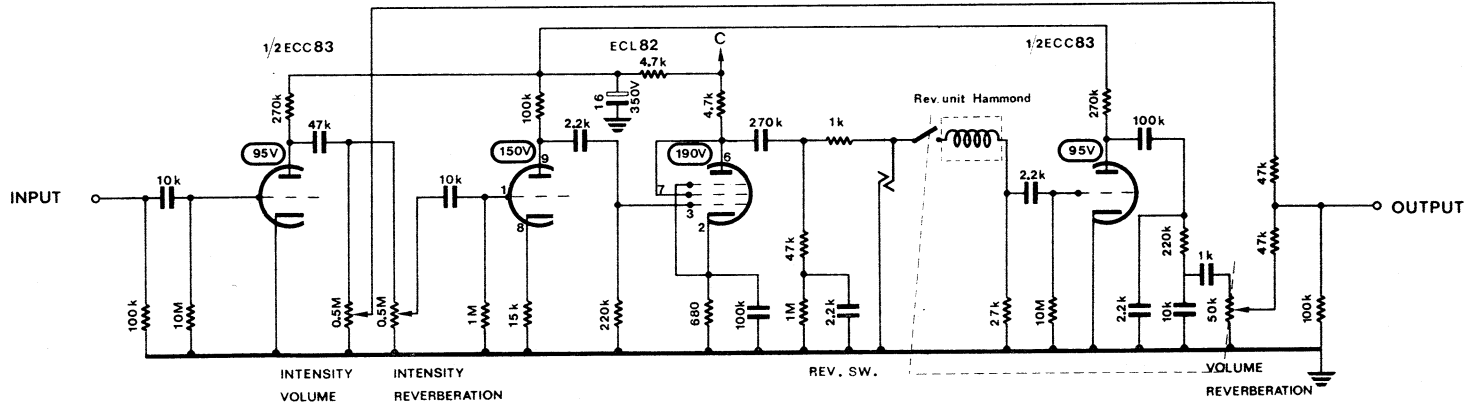 1/2ECC83
ECL82
C
1/2ECC83
4.7k
270k
100k
16
350V
4.7k
Rev. unit Hammond
270k
47k
2.2k
270k
1k
100k
95V
150V
9
190V
6
95V
10k
10k
1
7
3
2.2k
47k
INPUT
OUTPUT
8
2
220k
47k
47k
1k
100k
10M
0.5M
0.5M
1M
15k
220k
680
100k
1M
2.2k
27k
10M
2.2k
10k
50k
100k
INTENSITY
VOLUME
INTENSITY
REVERBERATION
REV. SW.
VOLUME
REVERBERATION